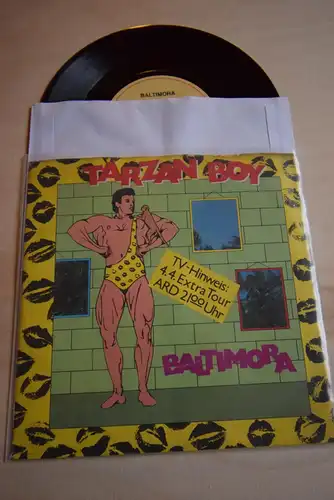 BALTIMORA
TARZAN BOY
TV-Hinweis:
4.4. Extra Tour
ARD 21.00 Uhr
BALTIMORA